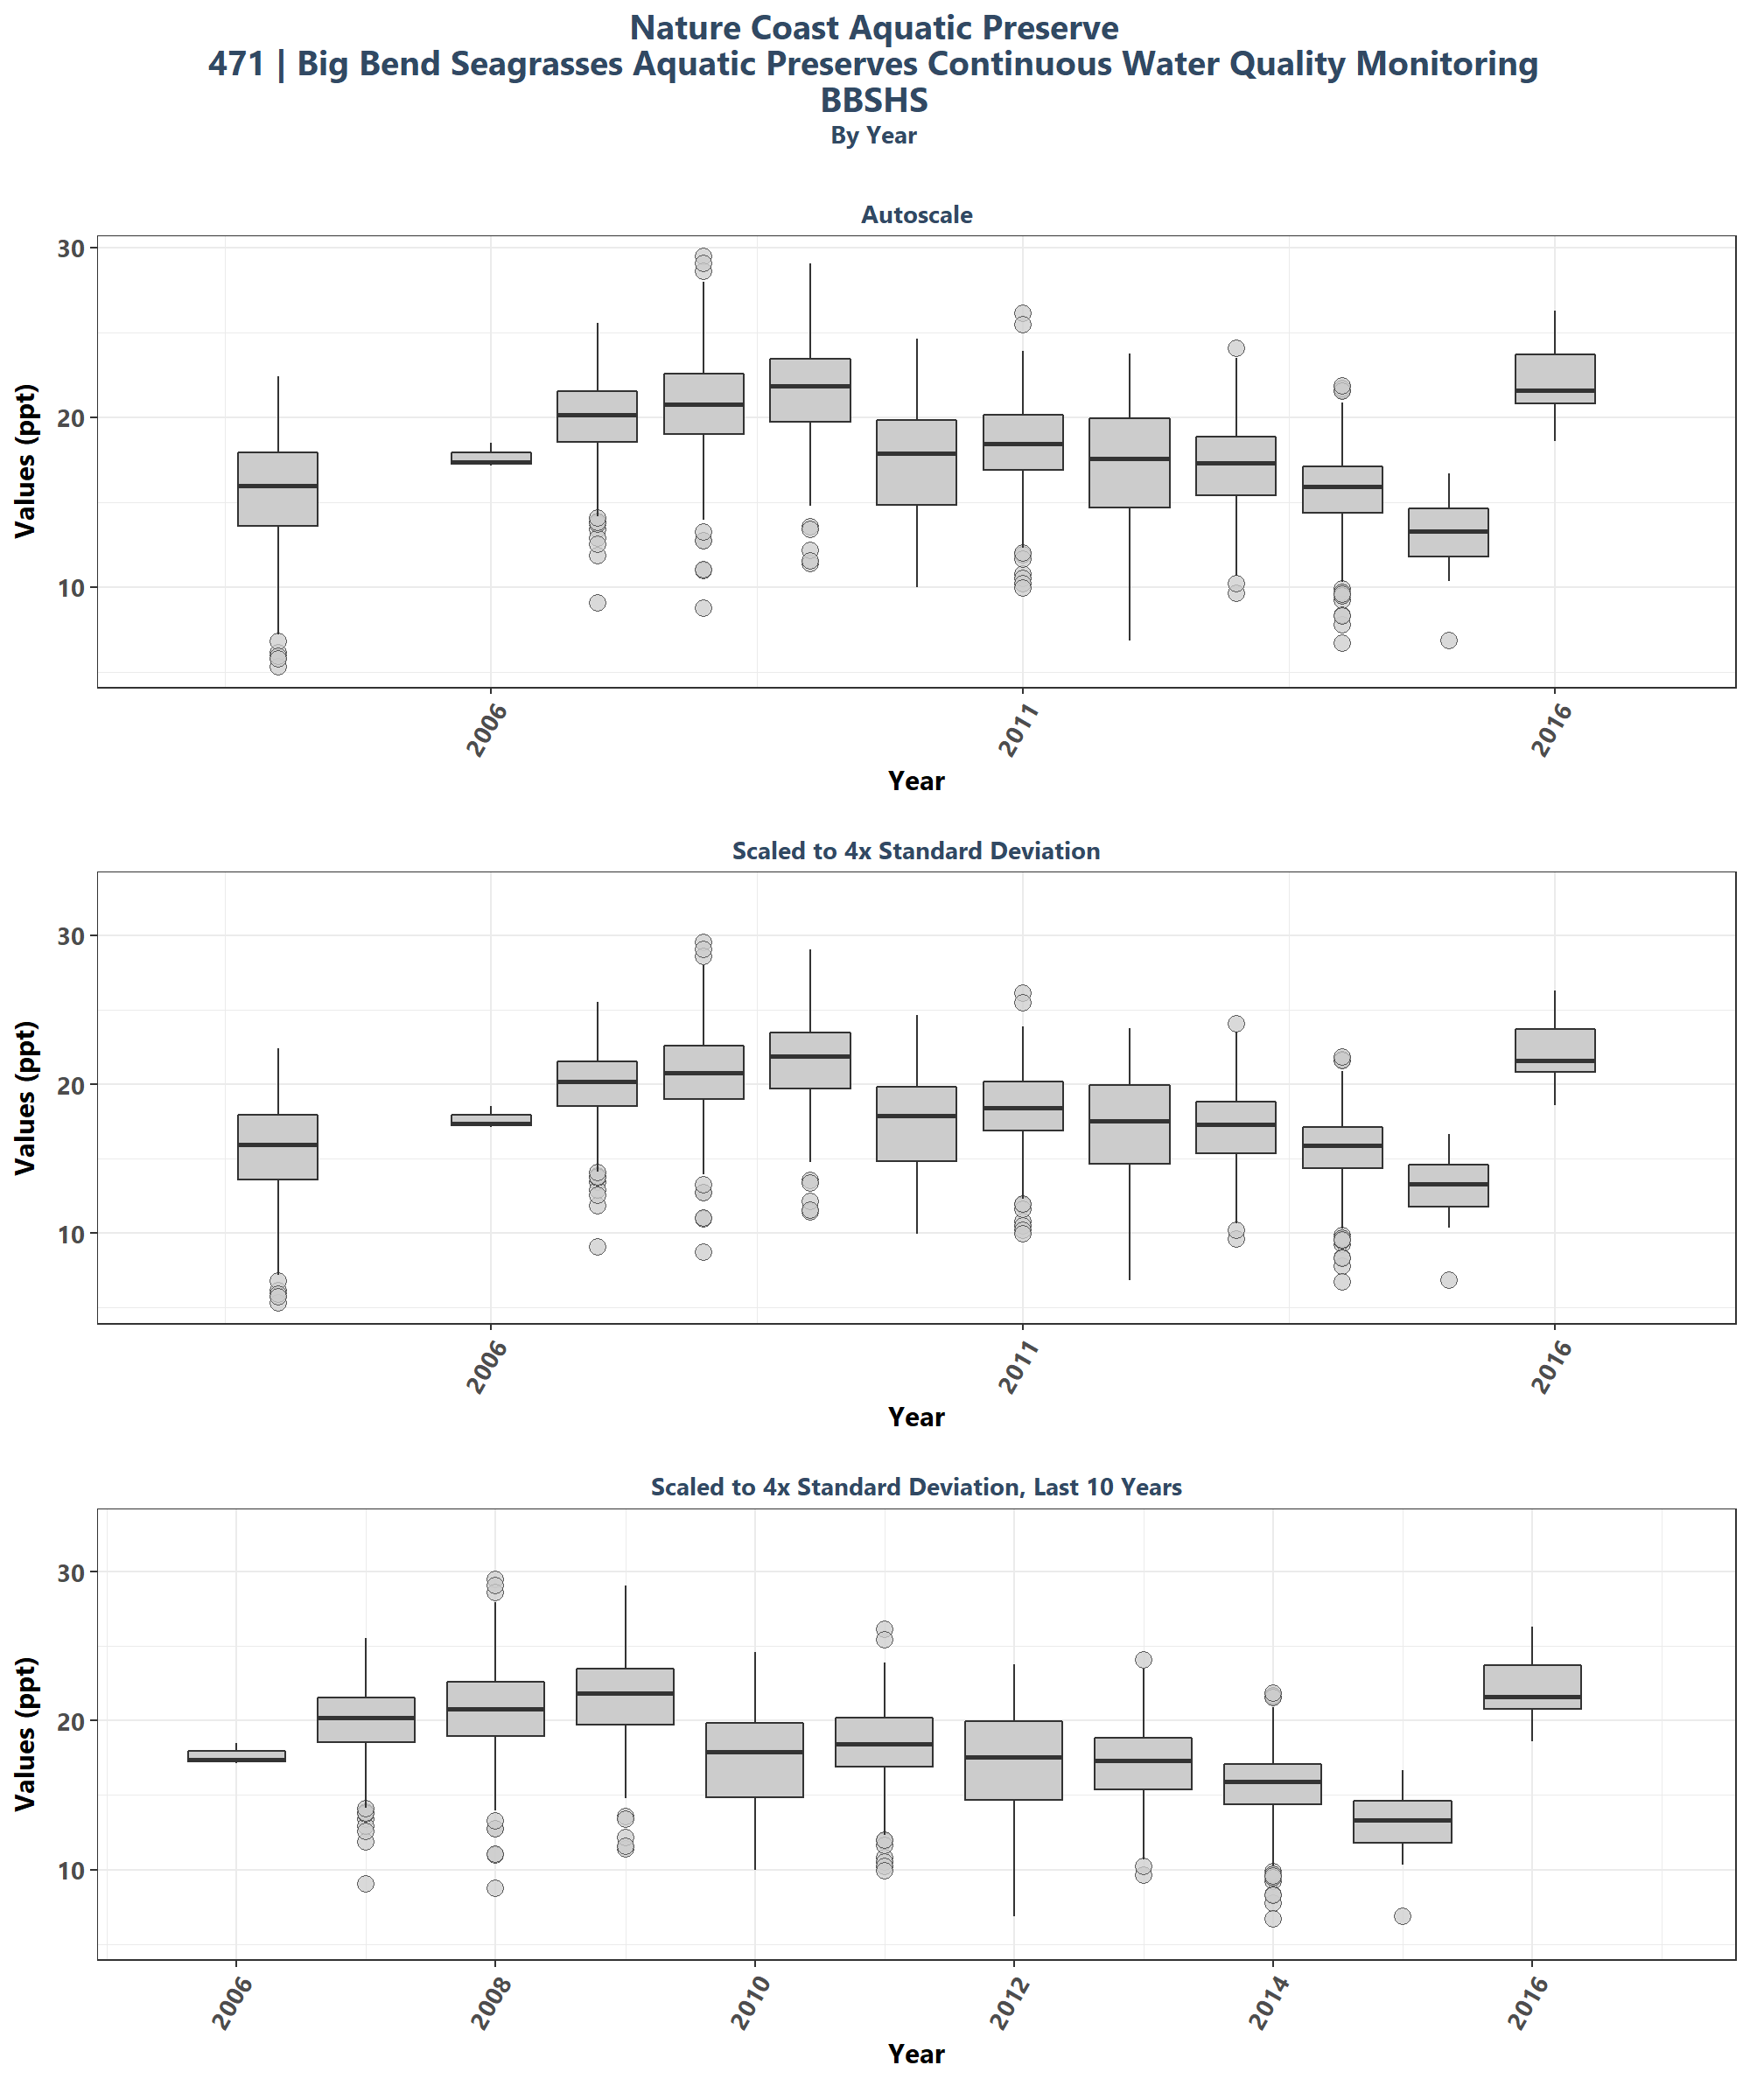 Nature Coast Aquatic Preserve
471 | Big Bend Seagrasses Aquatic Preserves Continuous Water Quality Monitoring
BBSHS
By Year
Autoscale
Values (ppt)
30
20
10
2006
2011
2016
Year
Scaled to 4x Standard Deviation
Values (ppt)
30
20
10
2006
2011
2016
Year
Scaled to 4x Standard Deviation, Last 10 Years
Values (ppt)
30
20
10
2006
2008
2010
2012
2014
2016
Year